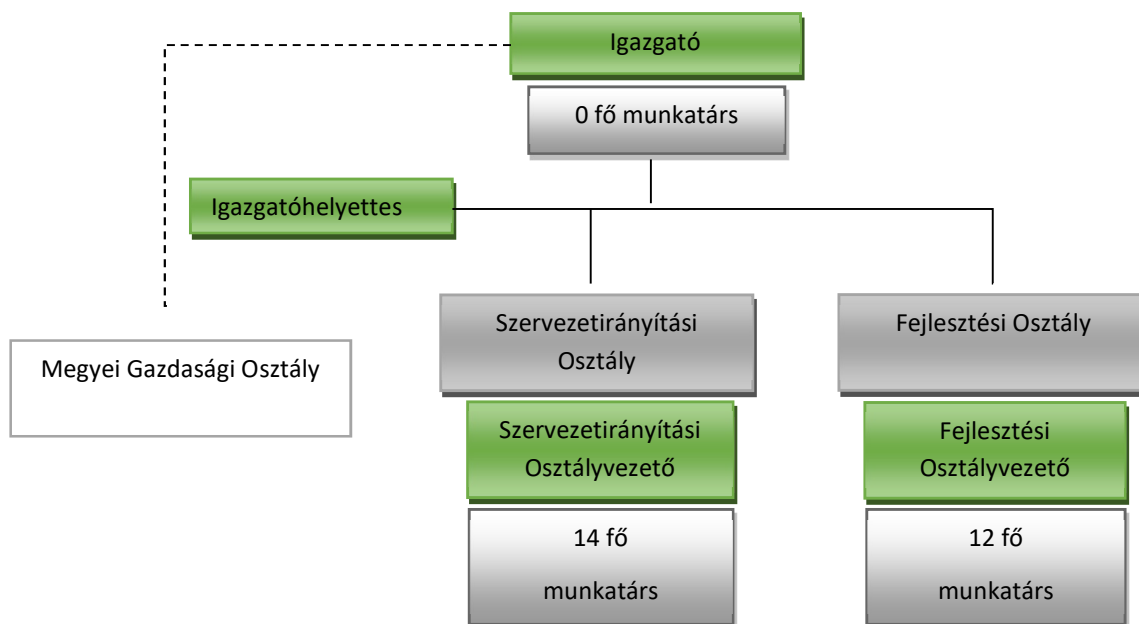 Igazgató
0 fő munkatárs
Igazgatóhelyettes
Szervezetirányítási
Osztály
Fejlesztési Osztály
Megyei Gazdasági Osztály
Szervezetirányítási
Osztályvezető
Fejlesztési
Osztályvezető
14 fő
munkatárs
12 fő
munkatárs